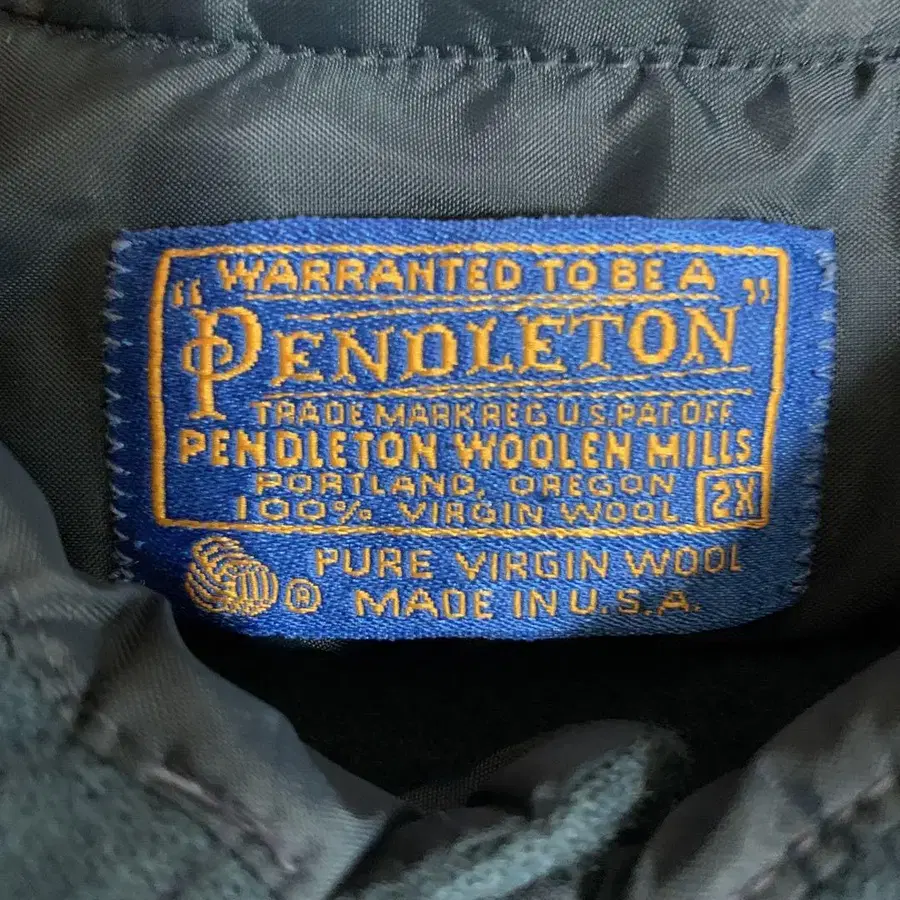 WARRANTED TO BE A
"PENDLETON"
TRADE MARK REG U.S. PAT OFF.
PENDLETON WOOLEN MILLS
PORTLAND, OREGON
100% VIRGIN WOOL 2X
PURE VIRGIN WOOL
® MADE IN U.S.A.